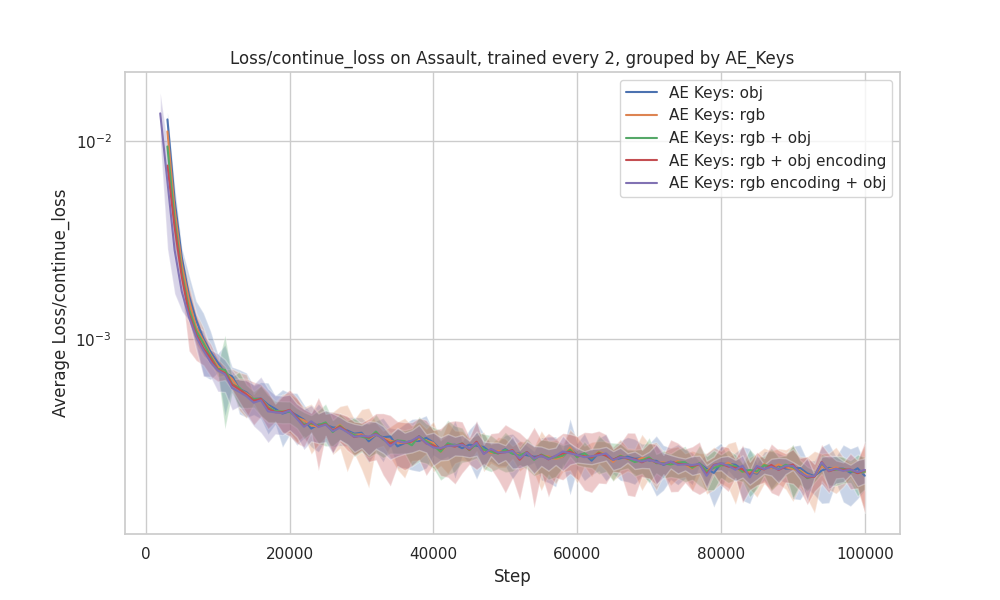 Loss/continue_loss on Assault, trained every 2, grouped by AE_Keys
AE Keys: obj
AE Keys: rgb
AE Keys: rgb + obj
AE Keys: rgb + obj encoding
AE Keys: rgb encoding + obj
Average Loss/continue_loss
10⁻²
10⁻³
0
20000
40000
60000
80000
100000
Step